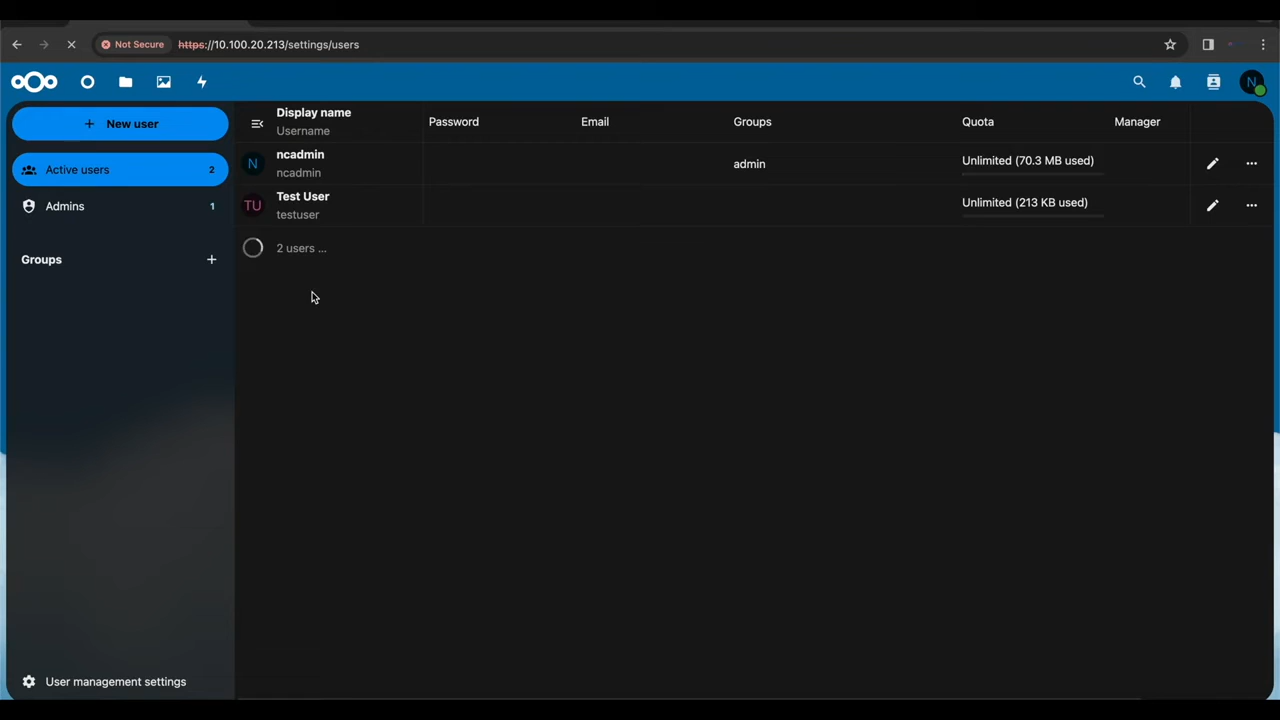 Not Secure https://10.100.20.213/settings/users
N
New user
Active users 2
Admins 1
Groups
User management settings
Display name
Username
Password Email Groups Quota Manager
N ncadmin
ncadmin
admin
Unlimited (70.3 MB used)
TU Test User
testuser
Unlimited (213 KB used)
2 users ...